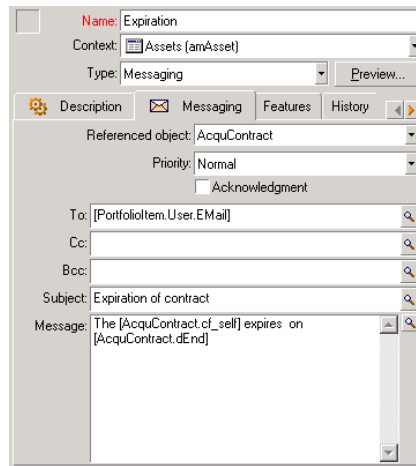 Name: Expiration
Context: Assets (amAsset)
Type: Messaging Preview...
Description Messaging Features History
Referenced object: AcquContract
Priority: Normal
Acknowledgment
To: [PortfolioItem.User.EMail]
Cc:
Bcc:
Subject: Expiration of contract
Message: The [AcquContract.cf_self] expires on
[AcquContract.dEnd]